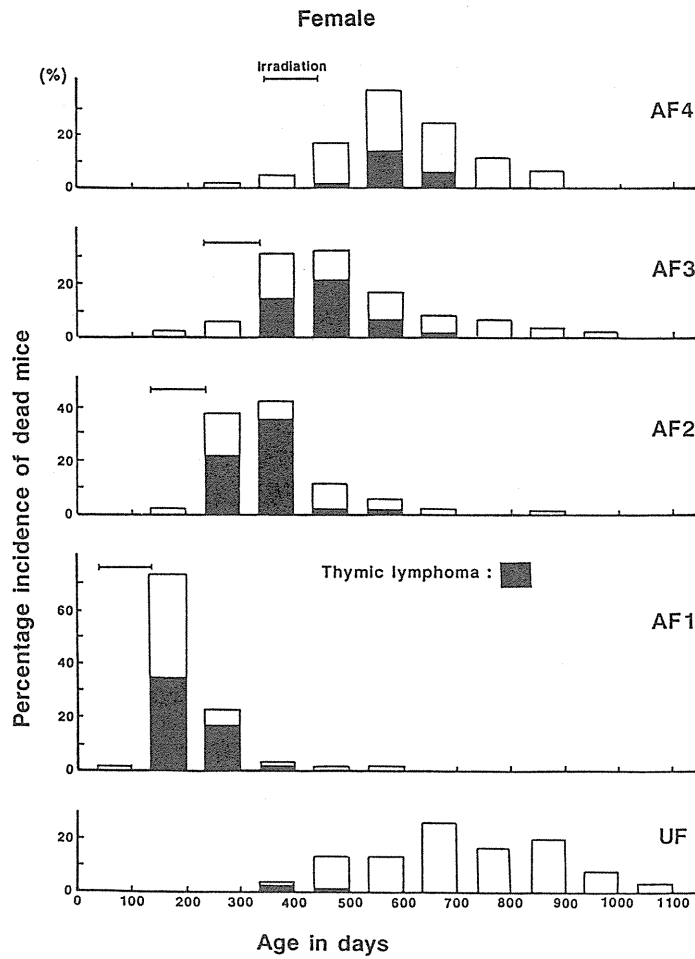 Female
(%)
Irradiation
AF4
20
0
AF3
20
0
AF2
40
20
0
Thymic lymphoma :
AF1
60
40
20
0
UF
20
0
0 100 200 300 400 500 600 700 800 900 1000 1100
Age in days
Percentage incidence of dead mice